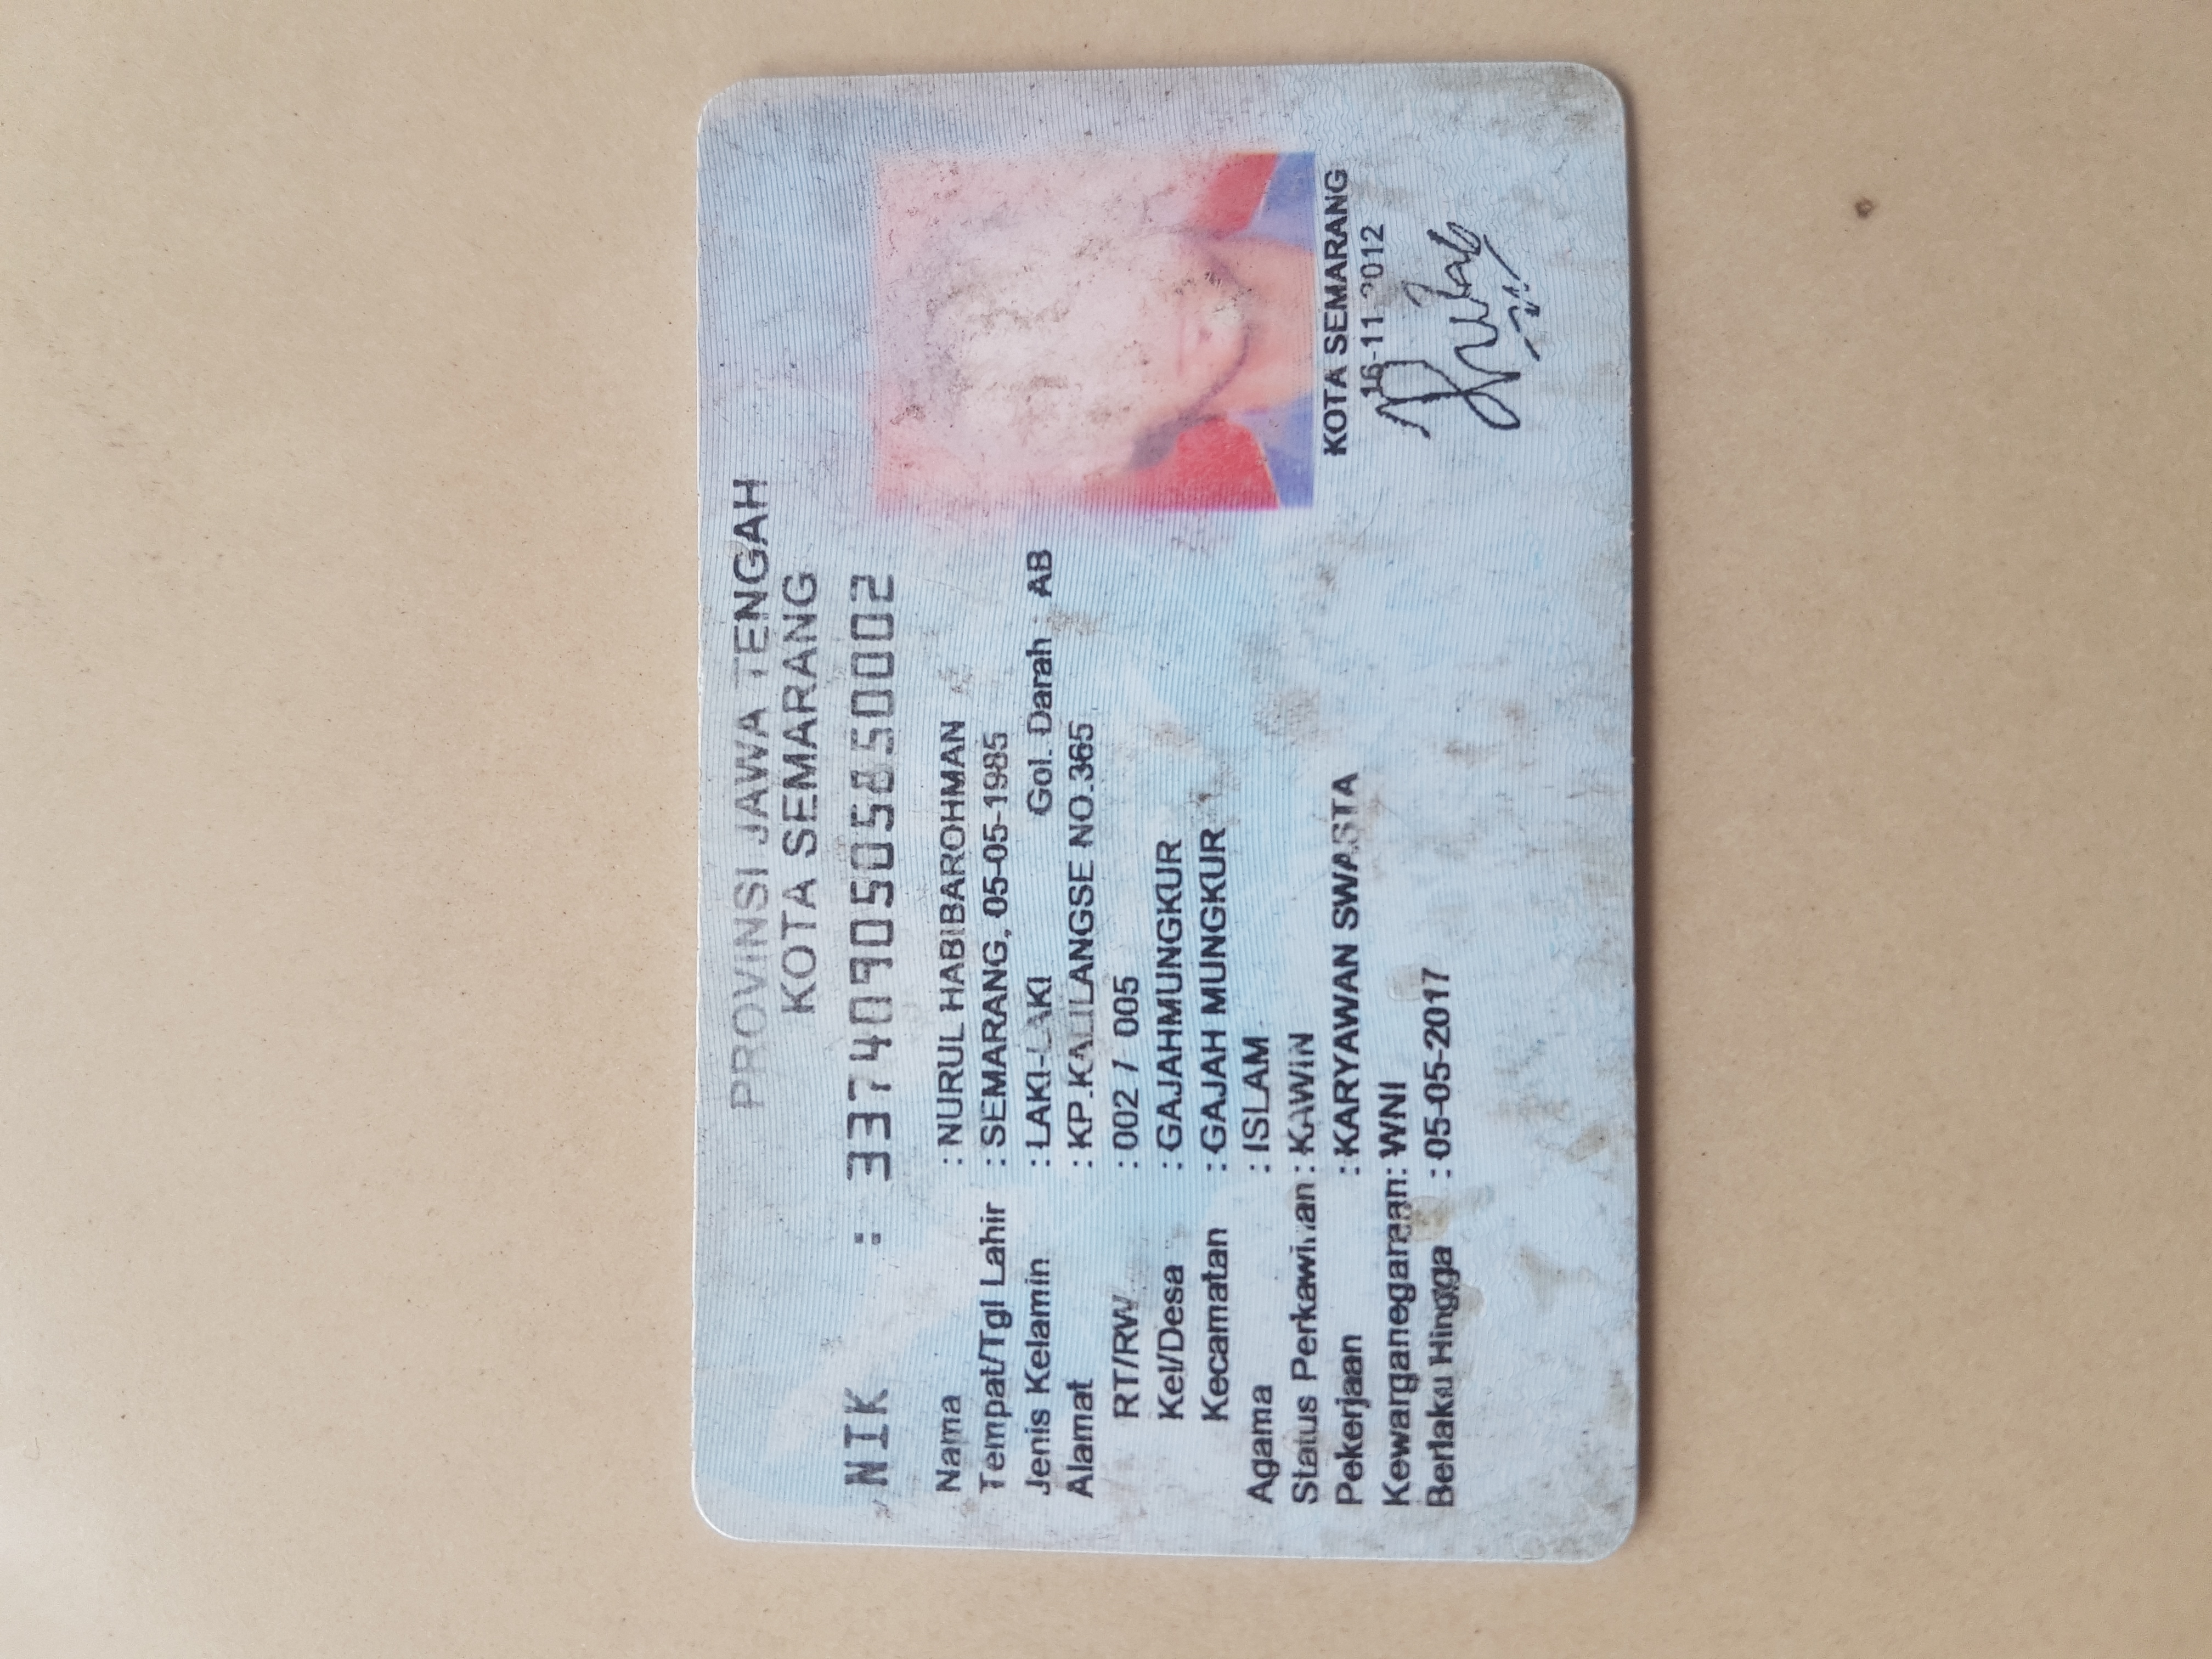 PROVINSI JAWA TENGAH
KOTA SEMARANG
NIK : 3374090505850002
Nama : NURUL HABIBAROHMAN
Tempat/Tgl Lahir : SEMARANG, 05-05-1985
Jenis Kelamin : LAKI-LAKI Gol. Darah : AB
Alamat : KP.KALILANGSE NO.365
RT/RW : 002 / 005
Kel/Desa : GAJAHMUNGKUR
Kecamatan : GAJAH MUNGKUR
Agama : ISLAM
Status Perkawinan : KAWIN
Pekerjaan : KARYAWAN SWASTA
Kewarganegaraan: WNI
Berlaku Hingga : 05-05-2017
KOTA SEMARANG
16-11-2012